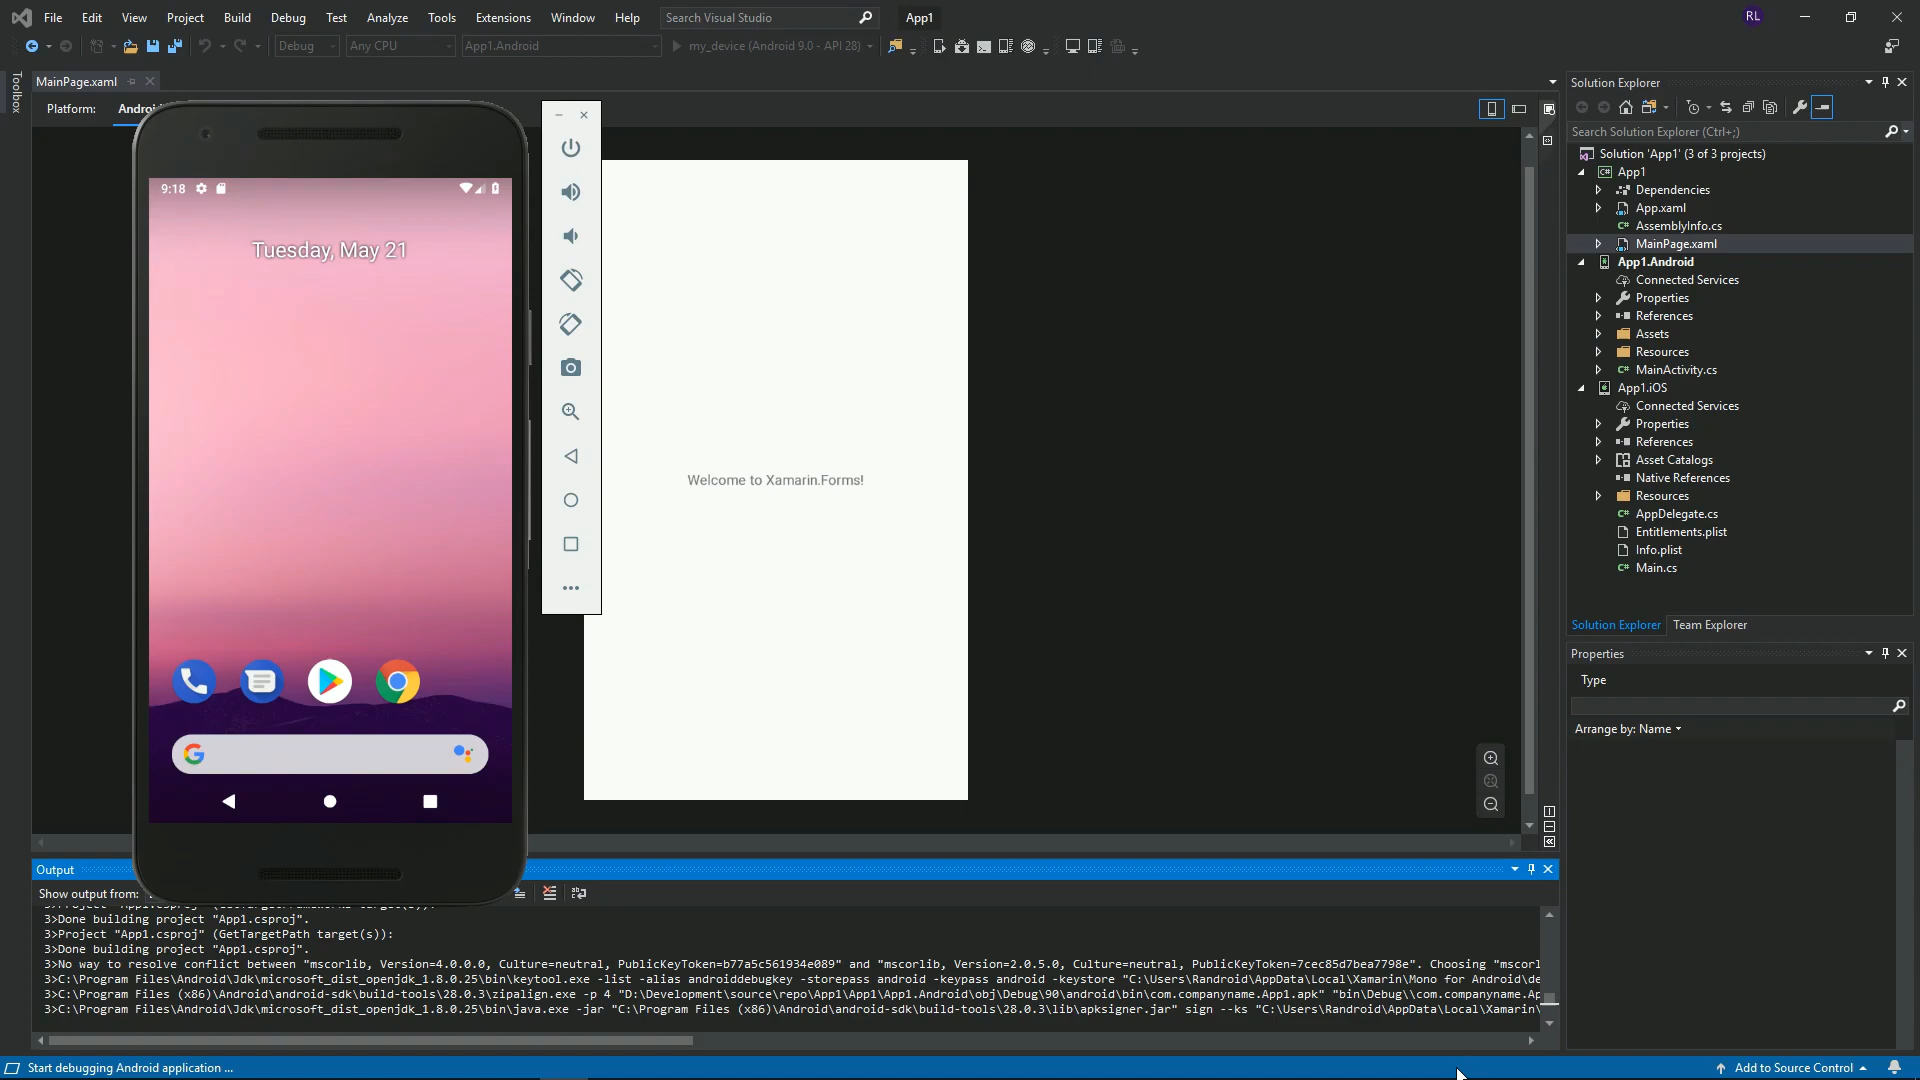 File Edit View Project Build Debug Test Analyze Tools Extensions Window Help Search Visual Studio App1 RL
Debug Any CPU App1.Android my_device (Android 9.0 - API 28)
Toolbox
MainPage.xaml
Platform: Android
9:18
Tuesday, May 21
Welcome to Xamarin.Forms!
Output
Show output from:
3>Done building project "App1.csproj".
3>Project "App1.csproj" (GetTargetPath target(s)):
3>Done building project "App1.csproj".
3>No way to resolve conflict between "mscorlib, Version=4.0.0.0, Culture=neutral, PublicKeyToken=b77a5c561934e089" and "mscorlib, Version=2.0.5.0, Culture=neutral, PublicKeyToken=7cec85d7bea7798e". Choosing "mscorl
3>C:\Program Files\Android\Jdk\microsoft_dist_openjdk_1.8.0.25\bin\keytool.exe -list -alias androiddebugkey -storepass android -keypass android -keystore "C:\Users\Randroid\AppData\Local\Xamarin\Mono for Android\de
3>C:\Program Files (x86)\Android\android-sdk\build-tools\28.0.3\zipalign.exe -p 4 "D:\Development\source\repo\App1\App1\App1.Android\obj\Debug\90\android\bin\com.companyname.App1.apk" "bin\Debug\\com.companyname.Ap
3>C:\Program Files\Android\Jdk\microsoft_dist_openjdk_1.8.0.25\bin\java.exe -jar "C:\Program Files (x86)\Android\android-sdk\build-tools\28.0.3\lib\apksigner.jar" sign --ks "C:\Users\Randroid\AppData\Local\Xamarin\
Solution Explorer
Search Solution Explorer (Ctrl+;)
Solution 'App1' (3 of 3 projects)
App1
Dependencies
App.xaml
AssemblyInfo.cs
MainPage.xaml
App1.Android
Connected Services
Properties
References
Assets
Resources
MainActivity.cs
App1.iOS
Connected Services
Properties
References
Asset Catalogs
Native References
Resources
AppDelegate.cs
Entitlements.plist
Info.plist
Main.cs
Solution Explorer Team Explorer
Properties
Type
Arrange by: Name
Start debugging Android application ...
Add to Source Control